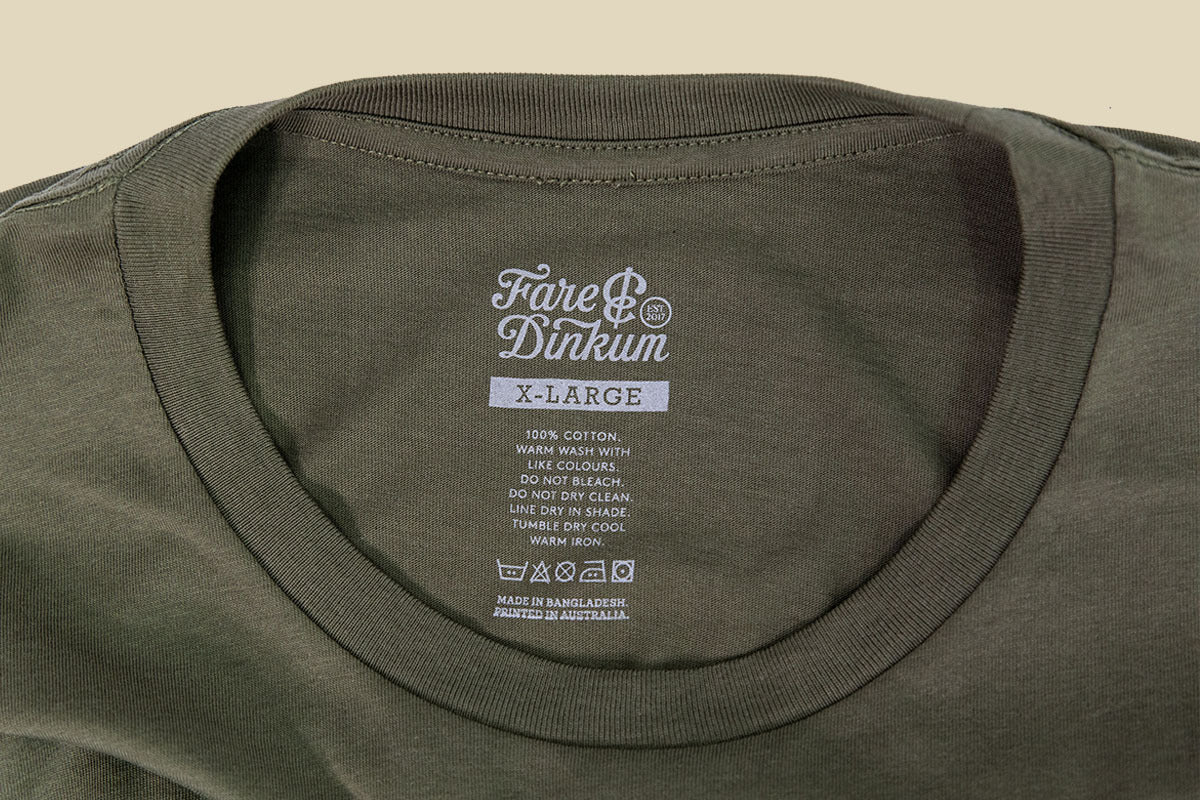 Fare &
EST.
2017
Dinkum
X-LARGE
100% COTTON.
WARM WASH WITH
LIKE COLOURS.
DO NOT BLEACH.
DO NOT DRY CLEAN.
LINE DRY IN SHADE.
TUMBLE DRY COOL
WARM IRON.
MADE IN BANGLADESH.
PRINTED IN AUSTRALIA.